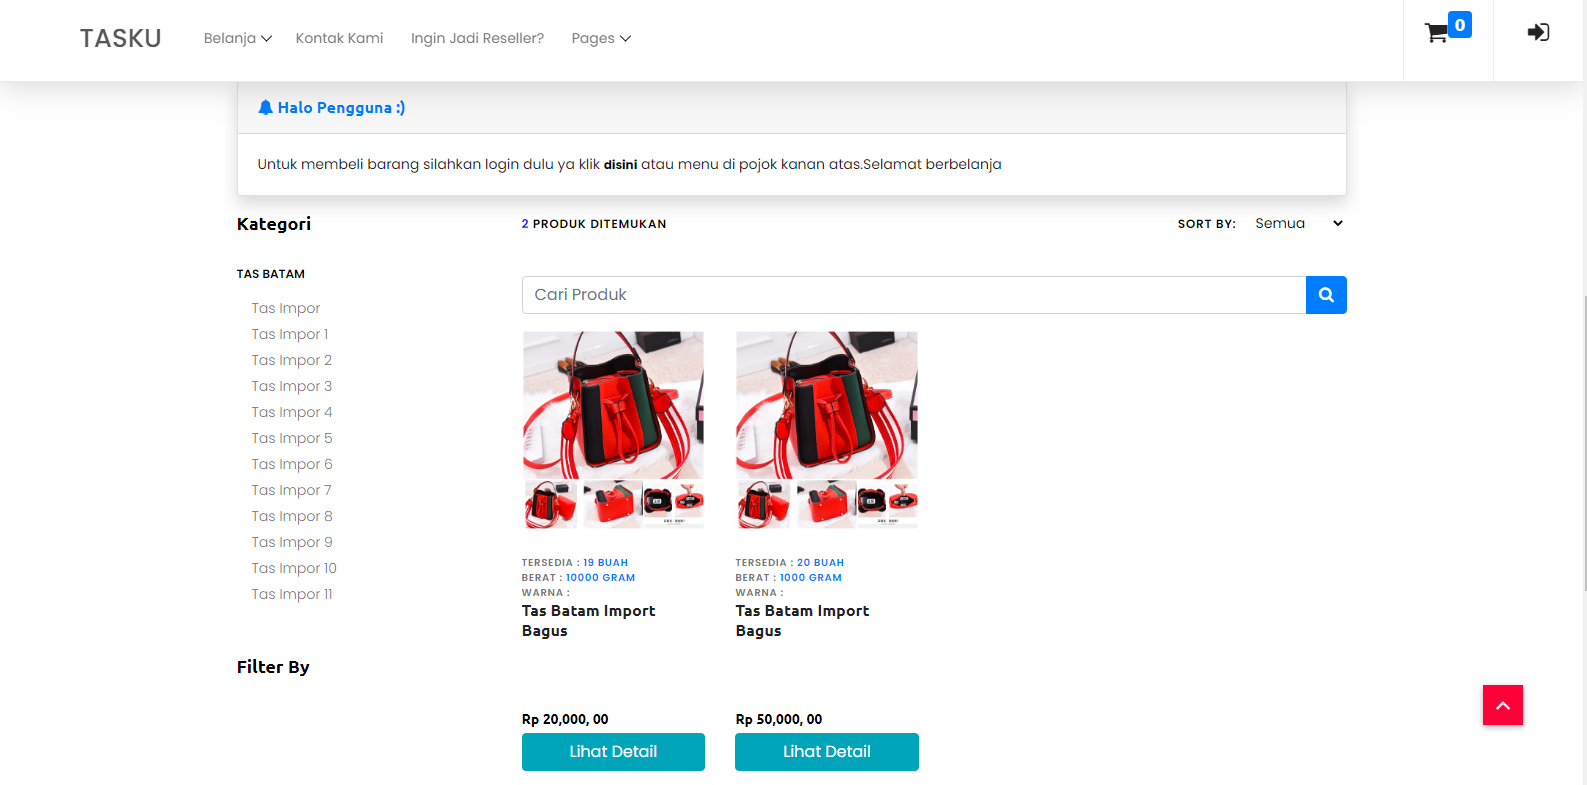 TASKU
Belanja
Kontak Kami
Ingin Jadi Reseller?
Pages
0
Halo Pengguna :)
Untuk membeli barang silahkan login dulu ya klik disini atau menu di pojok kanan atas.Selamat berbelanja
Kategori
TAS BATAM
Tas Impor
Tas Impor 1
Tas Impor 2
Tas Impor 3
Tas Impor 4
Tas Impor 5
Tas Impor 6
Tas Impor 7
Tas Impor 8
Tas Impor 9
Tas Impor 10
Tas Impor 11
Filter By
2 PRODUK DITEMUKAN
SORT BY: Semua
Cari Produk
TERSEDIA : 19 BUAH
BERAT : 10000 GRAM
WARNA :
Tas Batam Import
Bagus
Rp 20,000, 00
Lihat Detail
TERSEDIA : 20 BUAH
BERAT : 1000 GRAM
WARNA :
Tas Batam Import
Bagus
Rp 50,000, 00
Lihat Detail